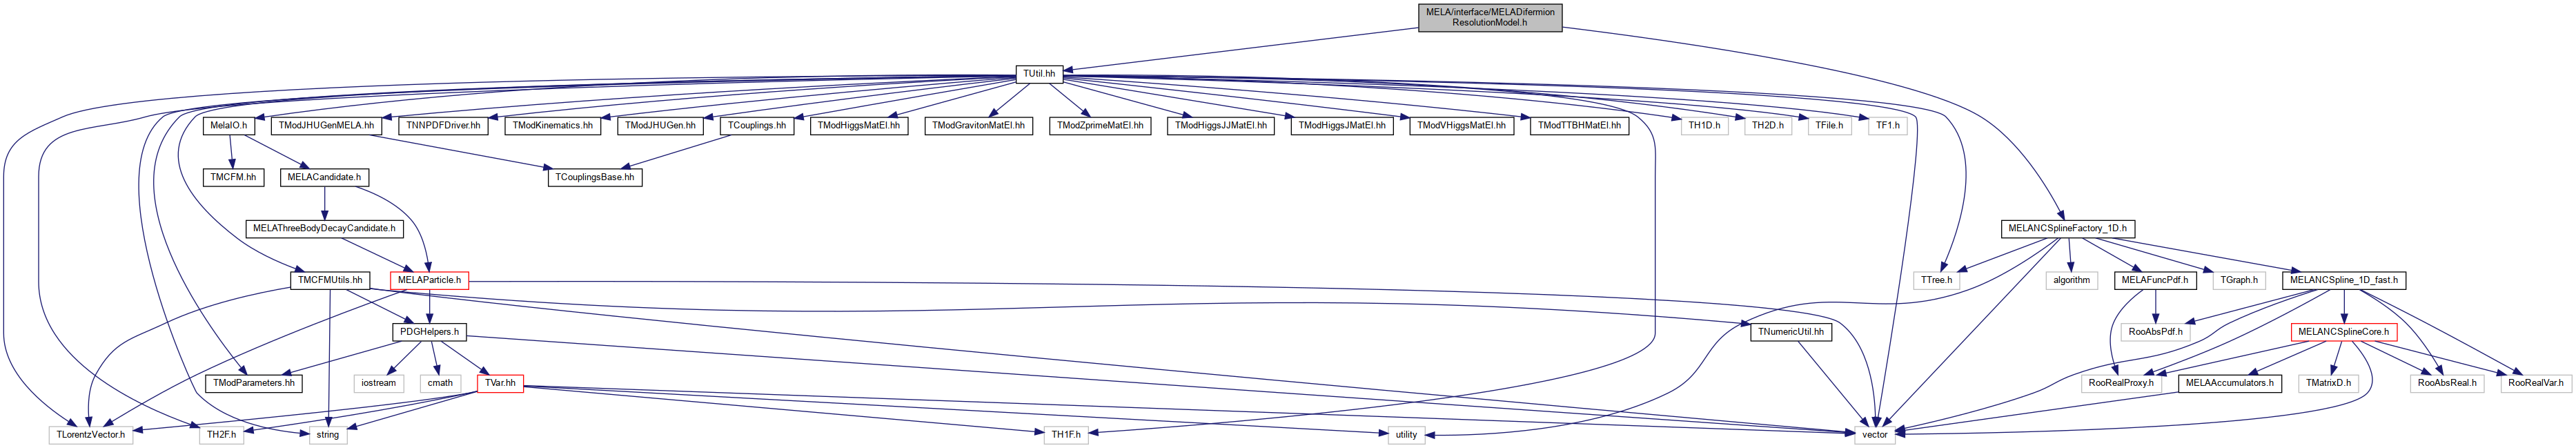 MELA/interface/MELADifermion
ResolutionModel.h
TUtil.hh
MelaIO.h
TModJHUGenMELA.hh
TNNPDFDriver.hh
TModKinematics.hh
TModJHUGen.hh
TCouplings.hh
TModHiggsMatEl.hh
TModGravitonMatEl.hh
TModZprimeMatEl.hh
TModHiggsJJMatEl.hh
TModHiggsJMatEl.hh
TModVHiggsMatEl.hh
TModTTBHMatEl.hh
TH1D.h
TH2D.h
TFile.h
TF1.h
TMCFM.hh
MELACandidate.h
TCouplingsBase.hh
MELAThreeBodyDecayCandidate.h
MELANCSplineFactory_1D.h
TMCFMUtils.hh
MELAParticle.h
TTree.h
algorithm
MELAFuncPdf.h
TGraph.h
MELANCSpline_1D_fast.h
PDGHelpers.h
TNumericUtil.hh
RooAbsPdf.h
MELANCSplineCore.h
TModParameters.hh
iostream
cmath
TVar.hh
RooRealProxy.h
MELAAccumulators.h
TMatrixD.h
RooAbsReal.h
RooRealVar.h
TLorentzVector.h
TH2F.h
string
TH1F.h
utility
vector